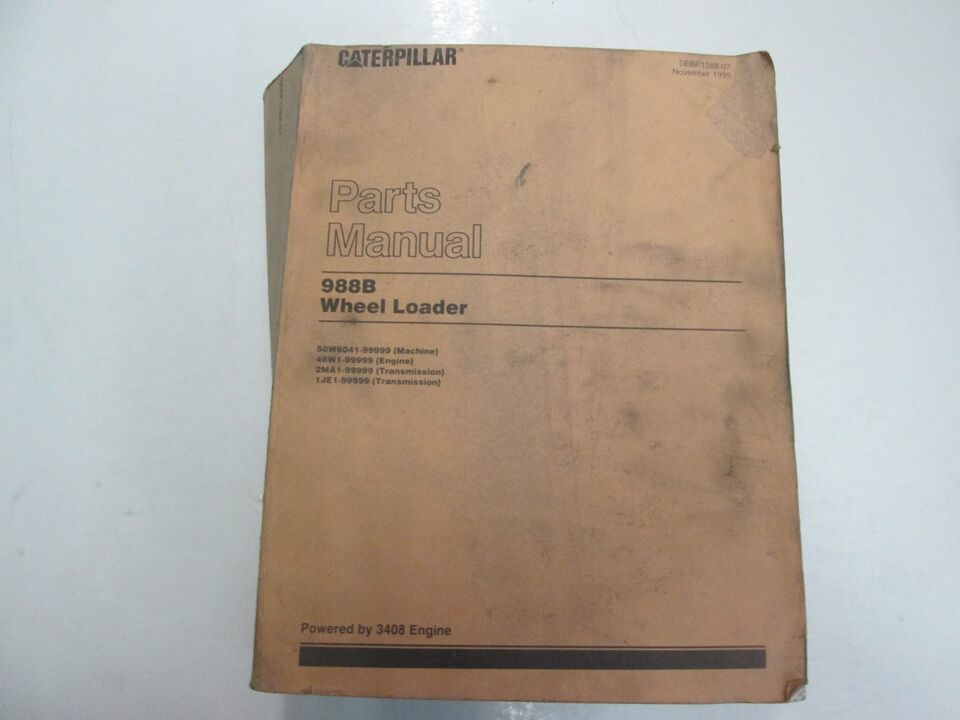 CATERPILLAR®
SEBP1388-07
November 1995
Parts
Manual
988B
Wheel Loader
50W6041-99999 (Machine)
48W1-99999 (Engine)
2MA1-99999 (Transmission)
1JE1-99999 (Transmission)
Powered by 3408 Engine